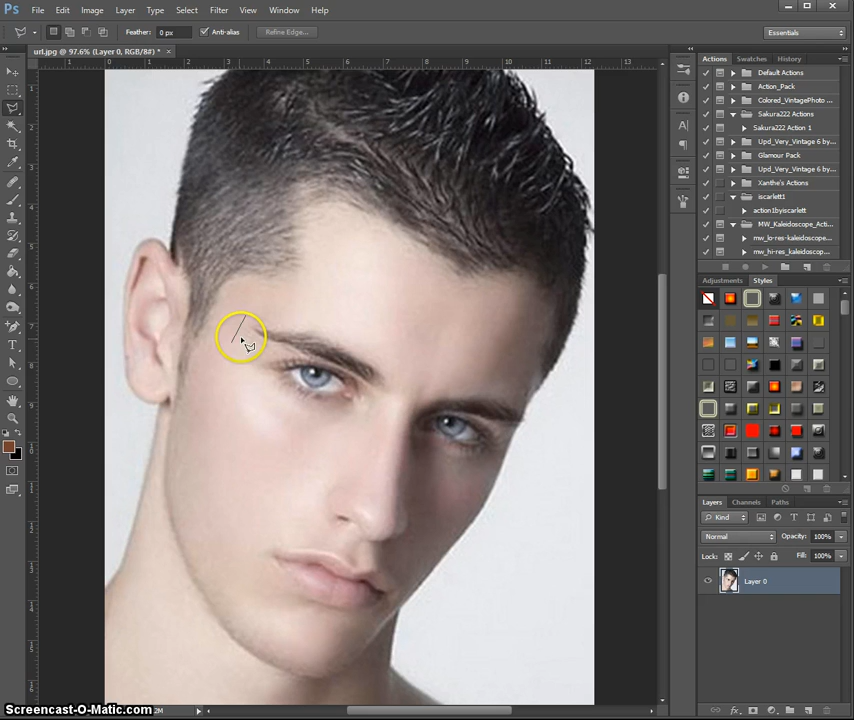 Ps File Edit Image Layer Type Select Filter View Window Help
Feather: 0 px Anti-alias Refine Edge... Essentials
url.jpg @ 97.6% (Layer 0, RGB/8#) * ×
Actions Swatches History
Default Actions
Action_Pack
Colored_VintagePhoto ...
Sakura222 Actions
Sakura222 Action 1
Upd_Very_Vintage 6 by...
Glamour Pack
Upd_Very_Vintage 6 by...
Xanthe's Actions
iscarlett1
action1byiscarlett
MW_Kaleidoscope_Acti...
mw_lo-res-kaleidoscope...
mw_hi-res_kaleidoscop...
Adjustments Styles
Layers Channels Paths
Kind
Normal Opacity: 100%
Lock: Fill: 100%
Layer 0
Screencast-O-Matic.com